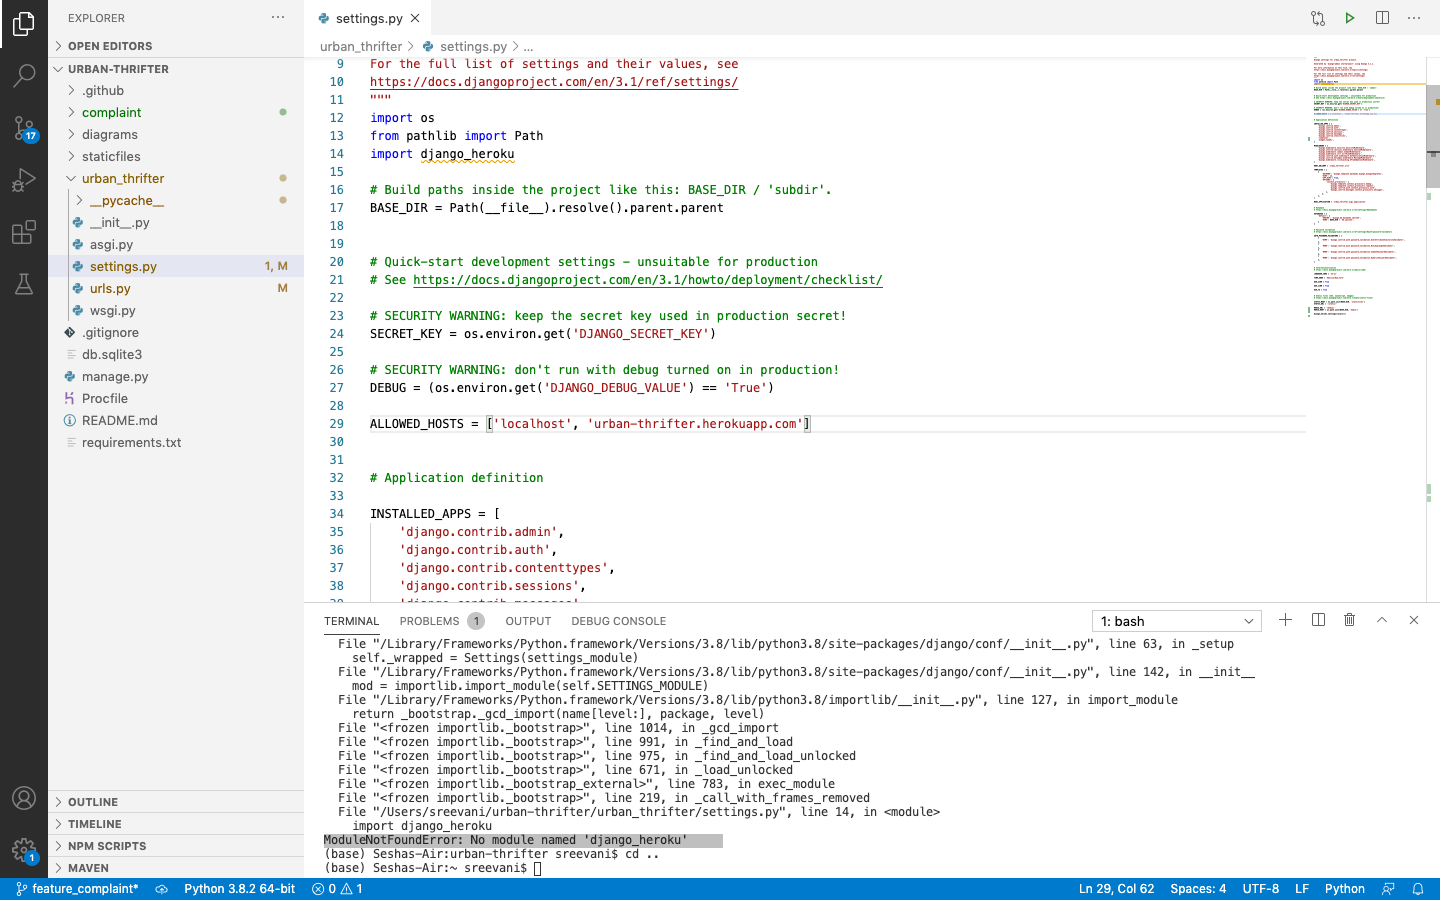 EXPLORER
OPEN EDITORS
URBAN-THRIFTER
.github
complaint
diagrams
staticfiles
urban_thrifter
__pycache__
__init__.py
asgi.py
settings.py 1, M
urls.py M
wsgi.py
.gitignore
db.sqlite3
manage.py
Procfile
README.md
requirements.txt
OUTLINE
TIMELINE
NPM SCRIPTS
MAVEN
17
1
settings.py
urban_thrifter > settings.py > ...
9 For the full list of settings and their values, see
10 https://docs.djangoproject.com/en/3.1/ref/settings/
11 """
12 import os
13 from pathlib import Path
14 import django_heroku
15
16 # Build paths inside the project like this: BASE_DIR / 'subdir'.
17 BASE_DIR = Path(__file__).resolve().parent.parent
18
19
20 # Quick-start development settings - unsuitable for production
21 # See https://docs.djangoproject.com/en/3.1/howto/deployment/checklist/
22
23 # SECURITY WARNING: keep the secret key used in production secret!
24 SECRET_KEY = os.environ.get('DJANGO_SECRET_KEY')
25
26 # SECURITY WARNING: don't run with debug turned on in production!
27 DEBUG = (os.environ.get('DJANGO_DEBUG_VALUE') == 'True')
28
29 ALLOWED_HOSTS = ['localhost', 'urban-thrifter.herokuapp.com']
30
31
32 # Application definition
33
34 INSTALLED_APPS = [
35 'django.contrib.admin',
36 'django.contrib.auth',
37 'django.contrib.contenttypes',
38 'django.contrib.sessions',
TERMINAL PROBLEMS 1 OUTPUT DEBUG CONSOLE 1: bash
File "/Library/Frameworks/Python.framework/Versions/3.8/lib/python3.8/site-packages/django/conf/__init__.py", line 63, in _setup
self._wrapped = Settings(settings_module)
File "/Library/Frameworks/Python.framework/Versions/3.8/lib/python3.8/site-packages/django/conf/__init__.py", line 142, in __init__
mod = importlib.import_module(self.SETTINGS_MODULE)
File "/Library/Frameworks/Python.framework/Versions/3.8/lib/python3.8/importlib/__init__.py", line 127, in import_module
return _bootstrap._gcd_import(name[level:], package, level)
File "<frozen importlib._bootstrap>", line 1014, in _gcd_import
File "<frozen importlib._bootstrap>", line 991, in _find_and_load
File "<frozen importlib._bootstrap>", line 975, in _find_and_load_unlocked
File "<frozen importlib._bootstrap>", line 671, in _load_unlocked
File "<frozen importlib._bootstrap_external>", line 783, in exec_module
File "<frozen importlib._bootstrap>", line 219, in _call_with_frames_removed
File "/Users/sreevani/urban-thrifter/urban_thrifter/settings.py", line 14, in <module>
import django_heroku
ModuleNotFoundError: No module named 'django_heroku'
(base) Seshas-Air:urban-thrifter sreevani$ cd ..
(base) Seshas-Air:~ sreevani$
feature_complaint* Python 3.8.2 64-bit 0 1 Ln 29, Col 62 Spaces: 4 UTF-8 LF Python